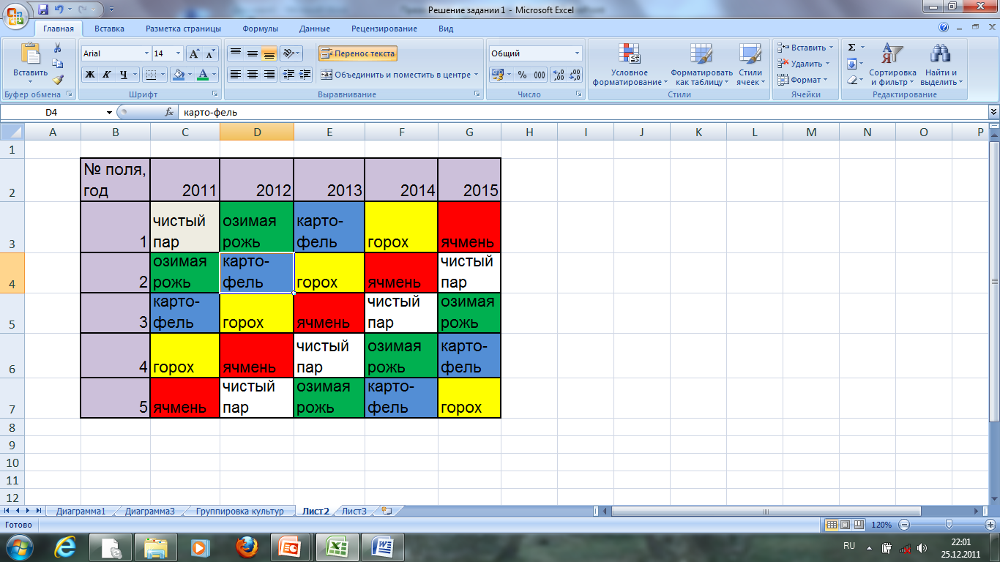 Решение задании 1 - Microsoft Excel
Главная Вставка Разметка страницы Формулы Данные Рецензирование Вид
Вставить
Arial 14
Ж К Ч
Перенос текста
Объединить и поместить в центре
Общий
% 000
Условное форматирование
Форматировать как таблицу
Стили ячеек
Вставить
Удалить
Формат
Σ
Сортировка и фильтр
Найти и выделить
Буфер обмена Шрифт Выравнивание Число Стили Ячейки Редактирование
D4 fx карто-фель
A B C D E F G H I J K L M N O P
1
2 № поля, год 2011 2012 2013 2014 2015
3 1 чистый пар озимая рожь карто-фель горох ячмень
4 2 озимая рожь карто-фель горох ячмень чистый пар
5 3 карто-фель горох ячмень чистый пар озимая рожь
6 4 горох ячмень чистый пар озимая рожь карто-фель
7 5 ячмень чистый пар озимая рожь карто-фель горох
8
9
10
11
12
Диаграмма1 Диаграмма3 Группировка культур Лист2 Лист3
Готово 120%
RU 22:01
25.12.2011